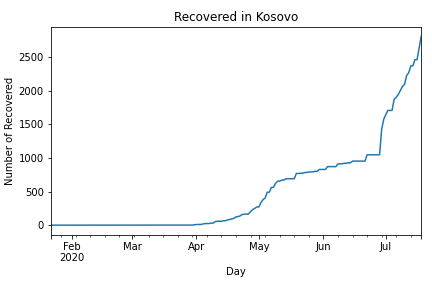 Recovered in Kosovo
Number of Recovered
2500
2000
1500
1000
500
0
Feb
2020
Mar
Apr
May
Jun
Jul
Day